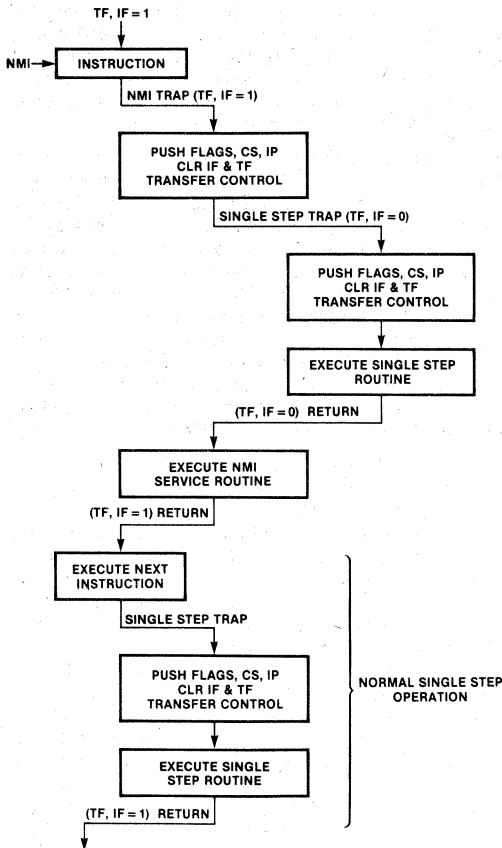 TF, IF = 1
NMI
INSTRUCTION
NMI TRAP (TF, IF = 1)
PUSH FLAGS, CS, IP
CLR IF & TF
TRANSFER CONTROL
SINGLE STEP TRAP (TF, IF = 0)
PUSH FLAGS, CS, IP
CLR IF & TF
TRANSFER CONTROL
EXECUTE SINGLE STEP
ROUTINE
(TF, IF = 0) RETURN
EXECUTE NMI
SERVICE ROUTINE
(TF, IF = 1) RETURN
EXECUTE NEXT
INSTRUCTION
SINGLE STEP TRAP
PUSH FLAGS, CS, IP
CLR IF & TF
TRANSFER CONTROL
NORMAL SINGLE STEP
OPERATION
EXECUTE SINGLE
STEP ROUTINE
(TF, IF = 1) RETURN